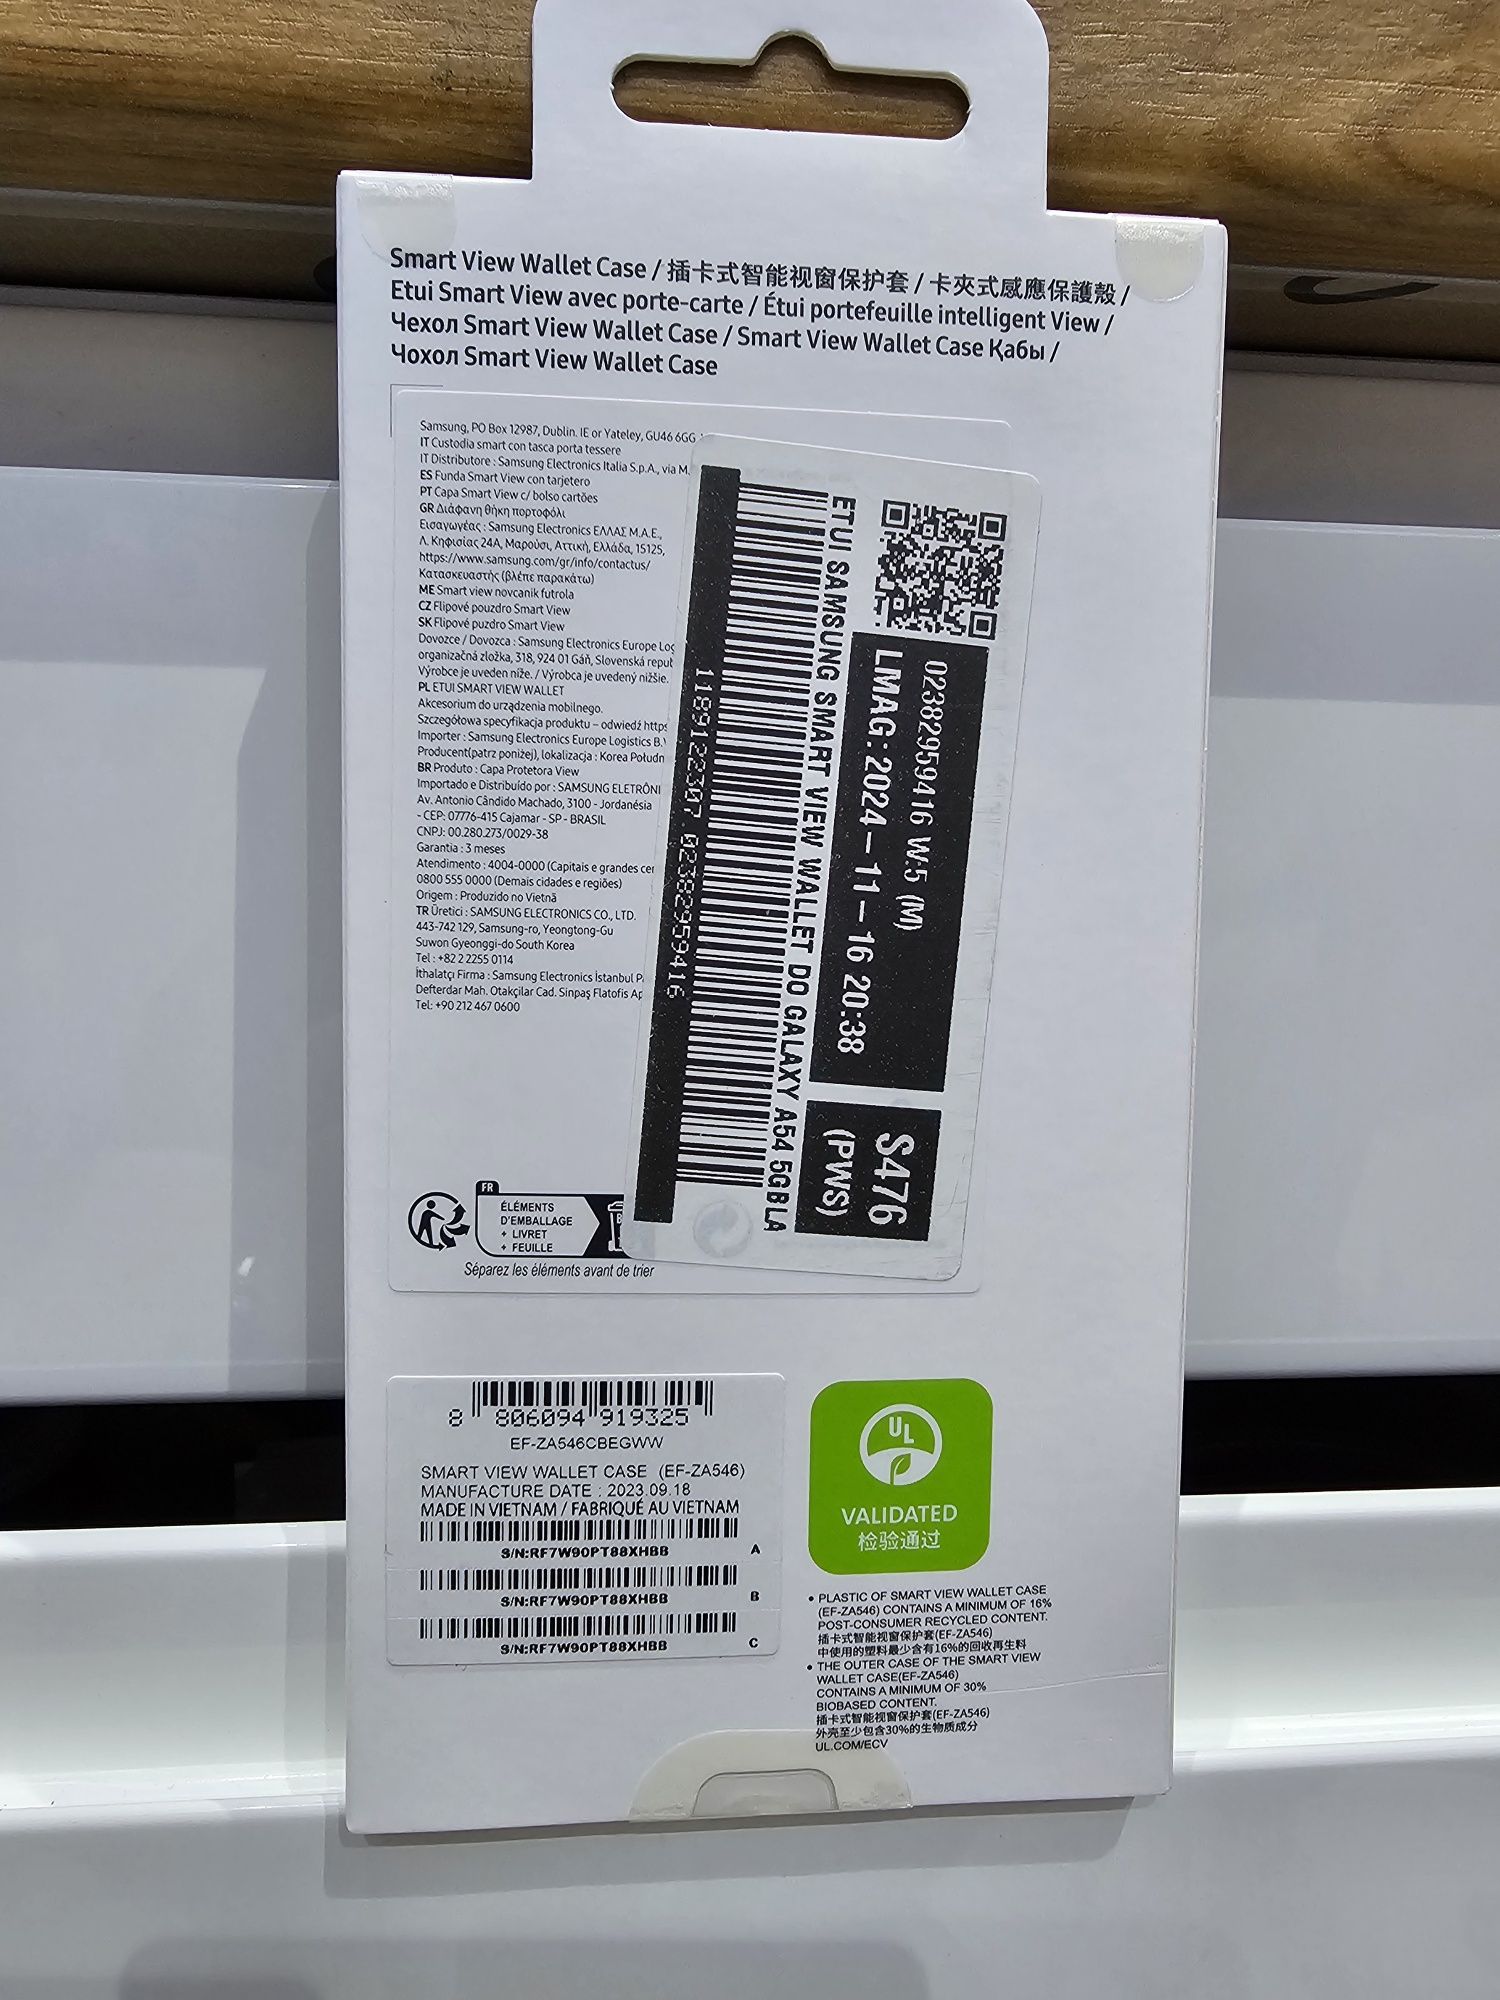 Smart View Wallet Case / 插卡式智能视窗保护套 / 卡夾式感應保護殼 /
Etui Smart View avec porte-carte / Étui portefeuille intelligent View /
Чехол Smart View Wallet Case / Smart View Wallet Case Қабы /
Чохол Smart View Wallet Case
Samsung, PO Box 12987, Dublin. IE or Yateley, GU46 6GG
IT Custodia smart con tasca porta tessere
IT Distributore : Samsung Electronics Italia S.p.A., via M.
ES Funda Smart View con tarjetero
PT Capa Smart View c/ bolso cartões
GR Διάφανη θήκη πορτοφόλι
Εισαγωγέας : Samsung Electronics ΕΛΛΑΣ Μ.Α.Ε.,
Λ. Κηφισίας 24Α, Μαρούσι, Αττική, Ελλάδα, 15125,
https://www.samsung.com/gr/info/contactus/
Κατασκευαστής (βλέπε παρακάτω)
ME Smart view novcanik futrola
CZ Flipové pouzdro Smart View
SK Flipové puzdro Smart View
Dovozce / Dovozca : Samsung Electronics Europe Log
organizačná zložka, 318, 924 01 Gáň, Slovenská repub
Výrobce je uveden níže. / Výrobca je uvedený nižšie.
PL ETUI SMART VIEW WALLET
Akcesorium do urządzenia mobilnego.
Szczegółowa specyfikacja produktu – odwiedź https
Importer : Samsung Electronics Europe Logistics B.
Producent(patrz poniżej), lokalizacja : Korea Południ
BR Produto : Capa Protetora View
Importado e Distribuído por : SAMSUNG ELETRÔNI
Av. Antonio Cândido Machado, 3100 - Jordanésia
- CEP: 07776-415 Cajamar - SP - BRASIL
CNPJ: 00.280.273/0029-38
Garantia : 3 meses
Atendimento : 4004-0000 (Capitais e grandes cen
0800 555 0000 (Demais cidades e regiões)
Origem : Produzido no Vietnã
TR Üretici : SAMSUNG ELECTRONICS CO., LTD.
443-742 129, Samsung-ro, Yeongtong-Gu
Suwon Gyeonggi-do South Korea
Tel : +82 2 2255 0114
İthalatçı Firma : Samsung Electronics İstanbul P
Defterdar Mah. Otakçılar Cad. Sinpaş Flatofis Ap
Tel: +90 212 467 0600
02382959416 W:5 (M)
LMAG:2024-11-16 20:38
S476
(PWS)
ETUI SAMSUNG SMART VIEW WALLET DO GALAXY A54 5GBLA
118912307 02382959416
FR
ÉLÉMENTS
D'EMBALLAGE
+ LIVRET
+ FEUILLE
Séparez les éléments avant de trier
8 806094 919325
EF-ZA546CBEGWW
SMART VIEW WALLET CASE (EF-ZA546)
MANUFACTURE DATE : 2023.09.18
MADE IN VIETNAM / FABRIQUÉ AU VIETNAM
S/N:RF7W90PT88XHBB A
S/N:RF7W90PT88XHBB B
S/N:RF7W90PT88XHBB C
UL
VALIDATED
检验通过
• PLASTIC OF SMART VIEW WALLET CASE
(EF-ZA546) CONTAINS A MINIMUM OF 16%
POST-CONSUMER RECYCLED CONTENT.
插卡式智能视窗保护套(EF-ZA546)
中使用的塑料最少含有16%的回收再生料
• THE OUTER CASE OF THE SMART VIEW
WALLET CASE(EF-ZA546)
CONTAINS A MINIMUM OF 30%
BIOBASED CONTENT.
插卡式智能视窗保护套(EF-ZA546)
外壳至少包含30%的生物质成分
UL.COM/ECV